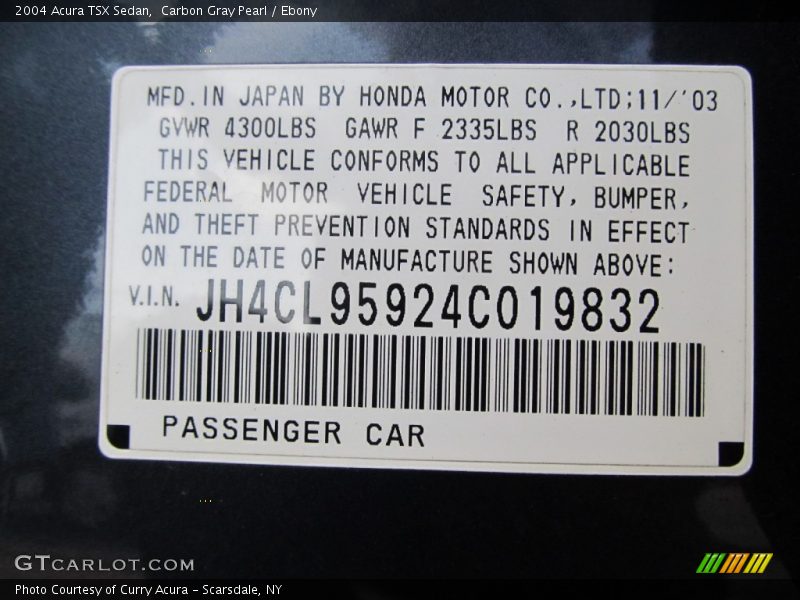 2004 Acura TSX Sedan,  Carbon Gray Pearl / Ebony
MFD. IN JAPAN BY HONDA MOTOR CO.,LTD;11/'03
GVWR 4300LBS GAWR F 2335LBS R 2030LBS
THIS VEHICLE CONFORMS TO ALL APPLICABLE
FEDERAL MOTOR VEHICLE SAFETY, BUMPER,
AND THEFT PREVENTION STANDARDS IN EFFECT
ON THE DATE OF MANUFACTURE SHOWN ABOVE:
V.I.N. JH4CL95924C019832
PASSENGER CAR
GTCARLOT.COM
Photo Courtesy of Curry Acura - Scarsdale, NY